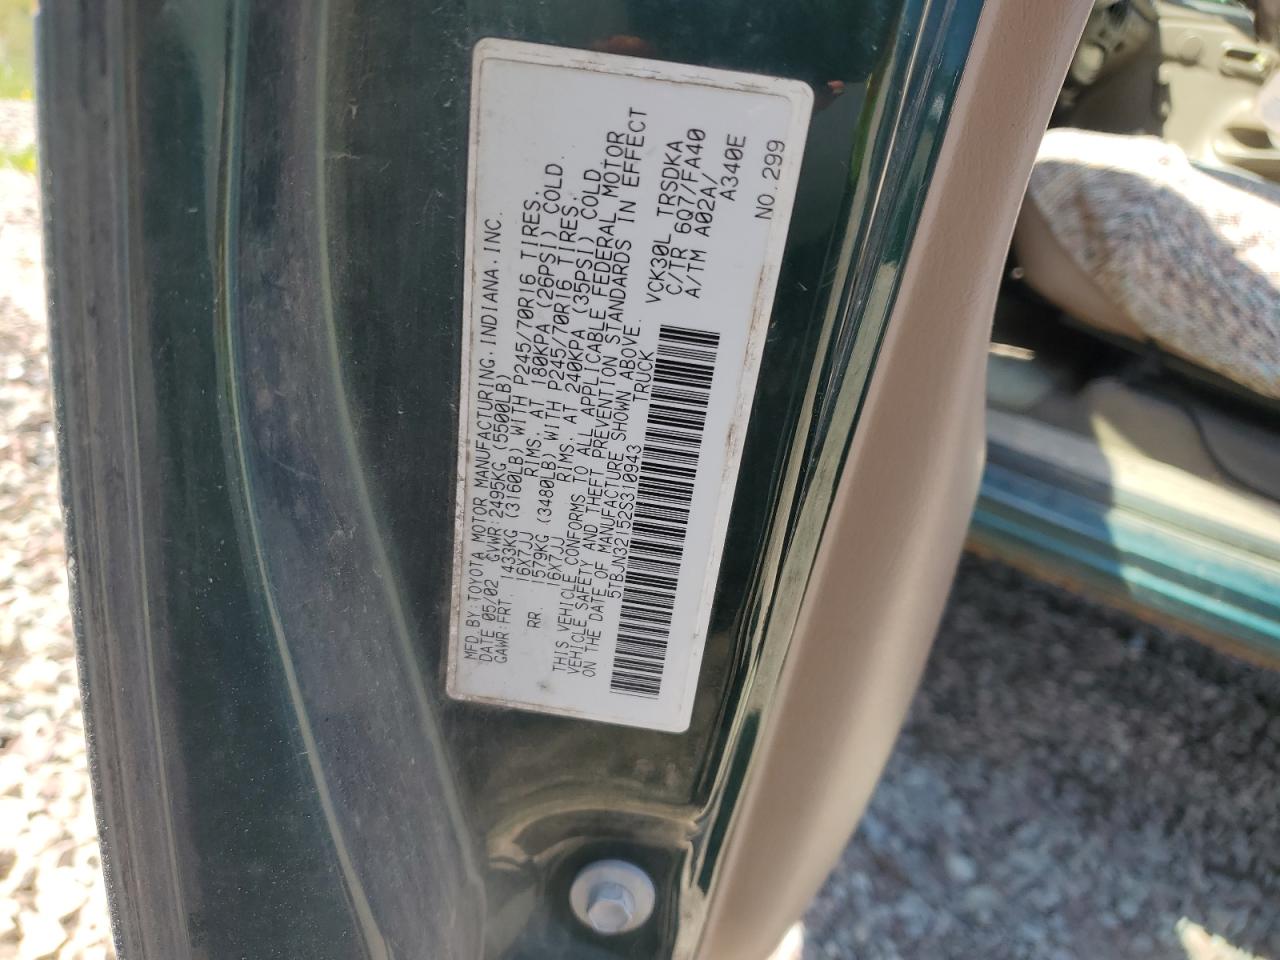 MFD BY:TOYOTA MOTOR MANUFACTURING.INDIANA.INC.
DATE 05/02 GVWR:2495KG (5500LB)
GAWR:FRT. 1433KG (3160LB) WITH P245/70R16 TIRES.
16X7JJ RIMS. AT 180KPA (26PSI) COLD.
RR. 1579KG (3480LB) WITH P245/70R16 TIRES.
16X7JJ RIMS. AT 240KPA (35PSI) COLD.
THIS VEHICLE CONFORMS TO ALL APPLICABLE FEDERAL MOTOR
VEHICLE SAFETY AND THEFT PREVENTION STANDARDS IN EFFECT
ON THE DATE OF MANUFACTURE SHOWN ABOVE.
5TBJN32152S310943 TRUCK
VCK30L TRSDKA
C/TR 6Q7/FA40
A/TM A02A/
A340E
NO.299